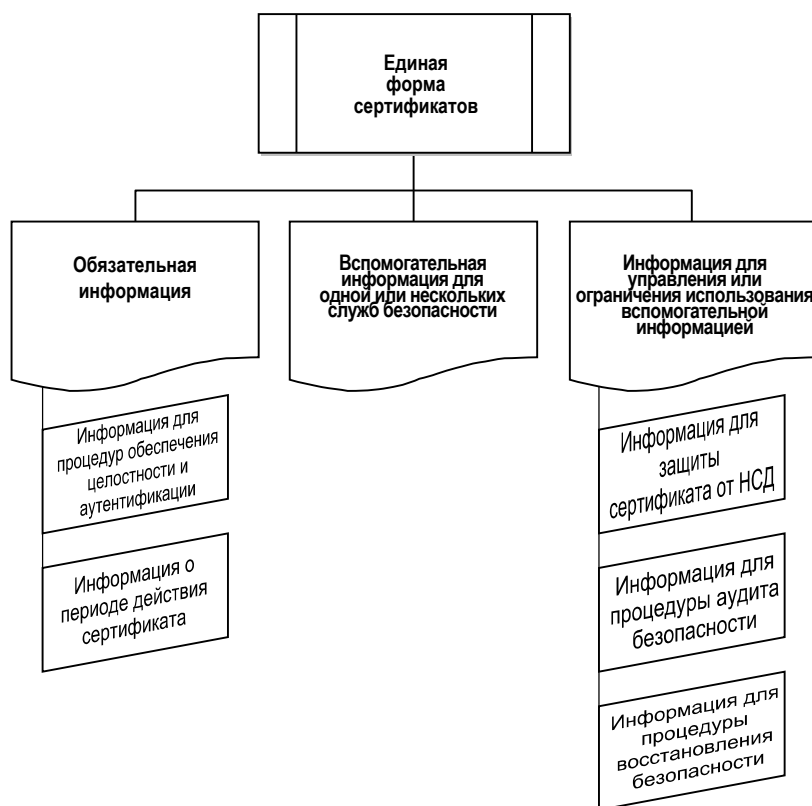 Единая
форма
сертификатов
Обязательная
информация
Вспомогательная
информация для
одной или нескольких
служб безопасности
Информация для
управления или
ограничения использования
вспомогательной
информацией
Информация для
процедур обеспечения
целостности и
аутентификации
Информация о
периоде действия
сертификата
Информация для
защиты
сертификата от НСД
Информация для
процедуры аудита
безопасности
Информация для
процедуры
восстановления
безопасности